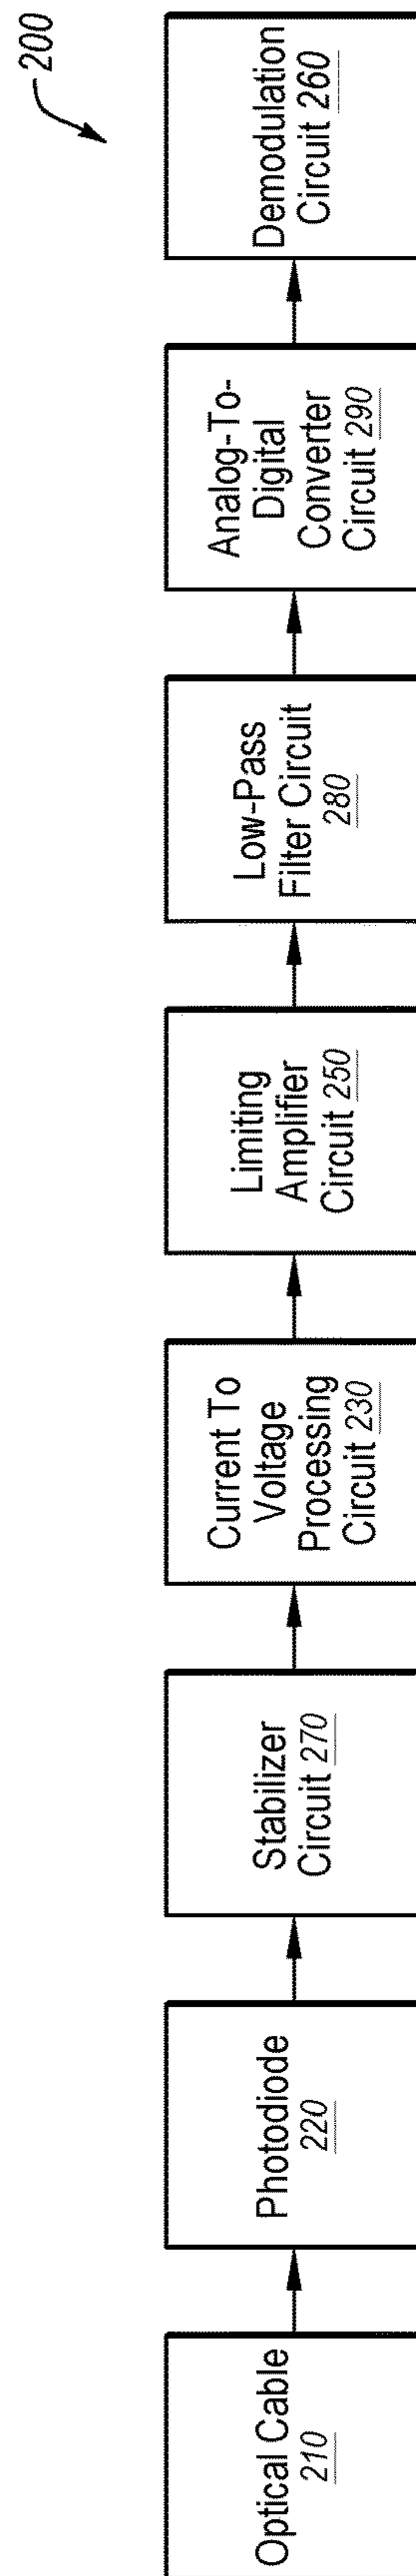 200
Optical Cable
210
Photodiode
220
Stabilizer
Circuit 270
Current To
Voltage
Processing
Circuit 230
Limiting
Amplifier
Circuit 250
Low-Pass
Filter Circuit
280
Analog-To-
Digital
Converter
Circuit 290
Demodulation
Circuit 260